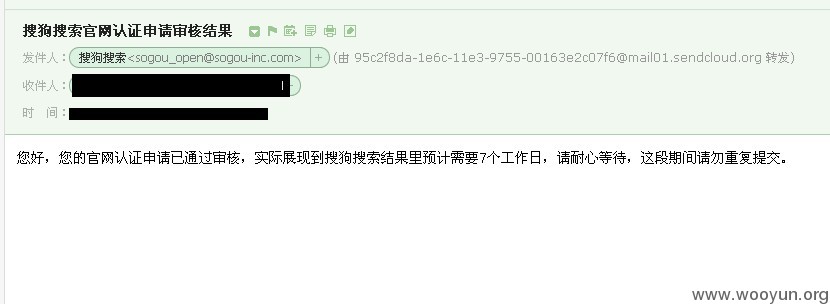 搜狗搜索官网认证申请审核结果
发件人：搜狗搜索<sogou_open@sogou-inc.com> + (由 95c2f8da-1e6c-11e3-9755-00163e2c07f6@mail01.sendcloud.org 转发)
收件人：
时 间：
您好，您的官网认证申请已通过审核，实际展现到搜狗搜索结果里预计需要7个工作日，请耐心等待，这段期间请勿重复提交。
www.wooyun.org